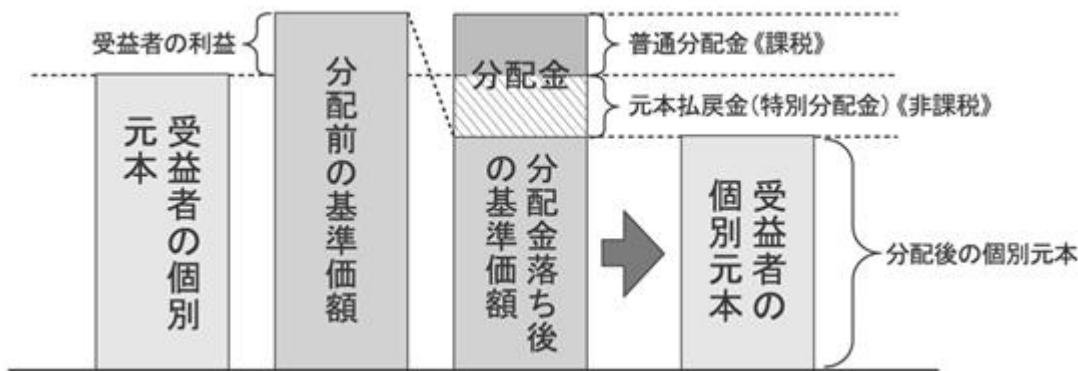 受益者の利益
受益者の個別
元本
分配前の基準価額
分配金
分配金落ち後
の基準価額
普通分配金《課税》
元本払戻金(特別分配金)《非課税》
受益者の
個別元本
分配後の個別元本